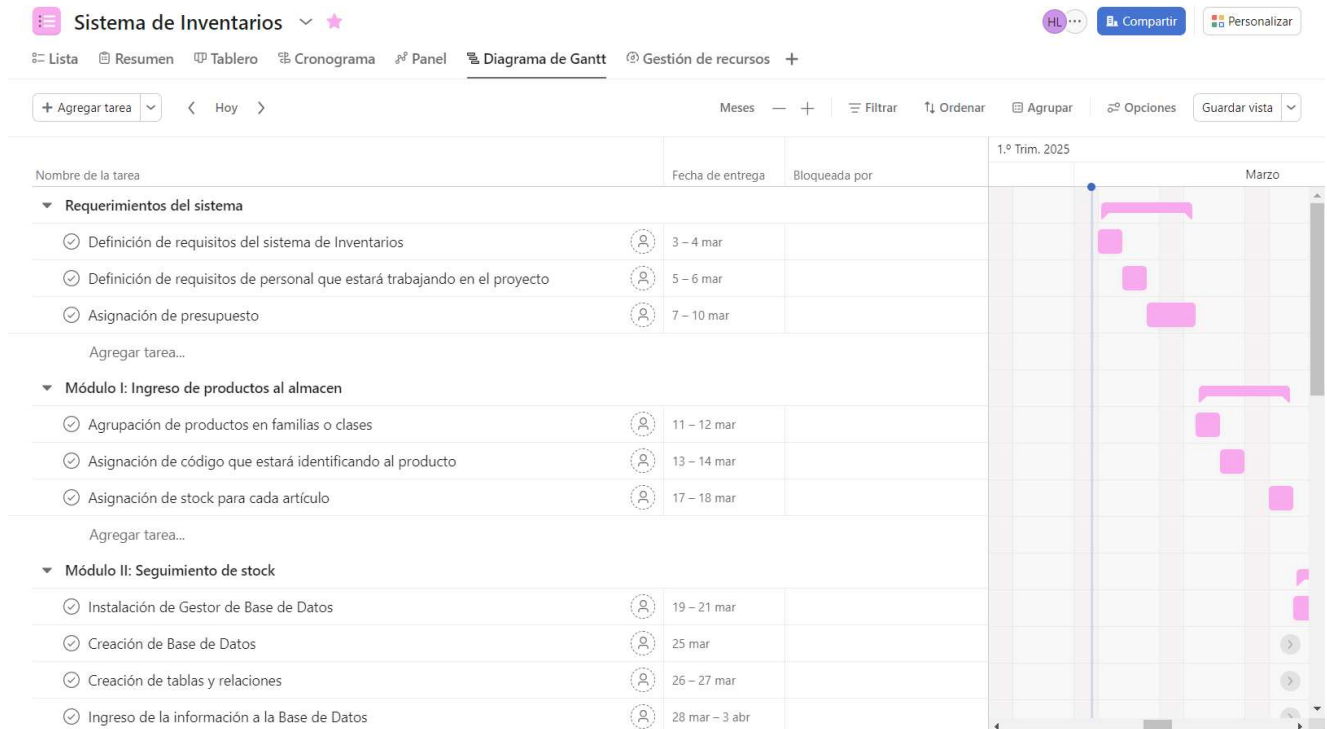 Sistema de Inventarios
HL
Compartir
Personalizar
Lista Resumen Tablero Cronograma Panel Diagrama de Gantt Gestión de recursos
Agregar tarea Hoy Meses Filtrar Ordenar Agrupar Opciones Guardar vista
1.º Trim. 2025
Nombre de la tarea Fecha de entrega Bloqueada por Marzo
Requerimientos del sistema
Definición de requisitos del sistema de Inventarios 3 – 4 mar
Definición de requisitos de personal que estará trabajando en el proyecto 5 – 6 mar
Asignación de presupuesto 7 – 10 mar
Agregar tarea...
Módulo I: Ingreso de productos al almacen
Agrupación de productos en familias o clases 11 – 12 mar
Asignación de código que estará identificando al producto 13 – 14 mar
Asignación de stock para cada artículo 17 – 18 mar
Agregar tarea...
Módulo II: Seguimiento de stock
Instalación de Gestor de Base de Datos 19 – 21 mar
Creación de Base de Datos 25 mar
Creación de tablas y relaciones 26 – 27 mar
Ingreso de la información a la Base de Datos 28 mar – 3 abr